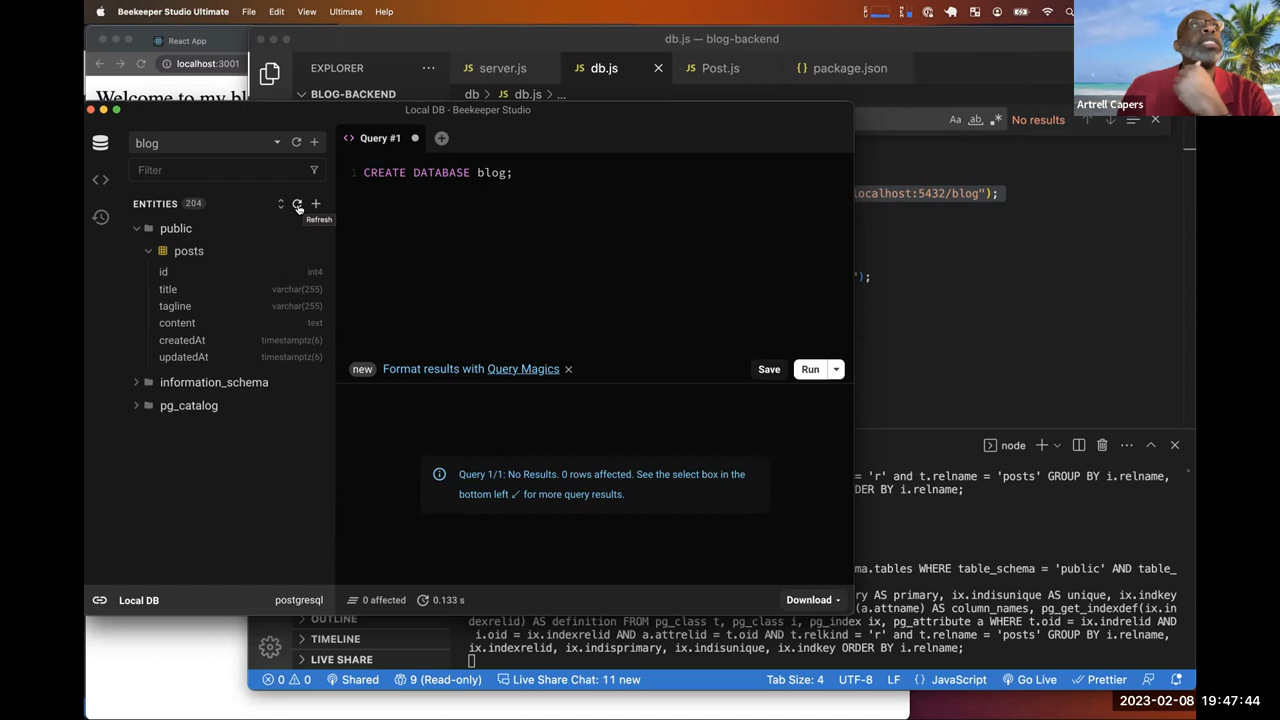 Beekeeper Studio Ultimate File Edit View Ultimate Help
React App
db.js — blog-backend
localhost:3001
EXPLORER
server.js
db.js
Post.js
package.json
BLOG-BACKEND
db > db.js > ...
Welcome to my bl
Artrell Capers
Local DB - Beekeeper Studio
Aa ab .* No results
blog
Query #1
Filter
1 CREATE DATABASE blog;
localhost:5432/blog");
ENTITIES 204
Refresh
public
posts
id int4
title varchar(255)
tagline varchar(255)
content text
createdAt timestamptz(6)
updatedAt timestamptz(6)
information_schema
pg_catalog
");
new Format results with Query Magics
Save Run
node
Query 1/1: No Results. 0 rows affected. See the select box in the
bottom left ↙ for more query results.
= 'r' and t.relname = 'posts' GROUP BY i.relname,
RDER BY i.relname;
ma.tables WHERE table_schema = 'public' AND table_
ry AS primary, ix.indisunique AS unique, ix.indkey
(a.attname) AS column_names, pg_get_indexdef(ix.in
Local DB postgresql
0 affected 0.133 s
Download
dexrelid) AS definition FROM pg_class t, pg_class i, pg_index ix, pg_attribute a WHERE t.oid = ix.indrelid AND
i.oid = ix.indexrelid AND a.attrelid = t.oid AND t.relkind = 'r' and t.relname = 'posts' GROUP BY i.relname,
ix.indexrelid, ix.indisprimary, ix.indisunique, ix.indkey ORDER BY i.relname;
OUTLINE
TIMELINE
LIVE SHARE
0 0 Shared 9 (Read-only) Live Share Chat: 11 new Tab Size: 4 UTF-8 LF {} JavaScript Go Live Prettier
2023-02-08 19:47:44